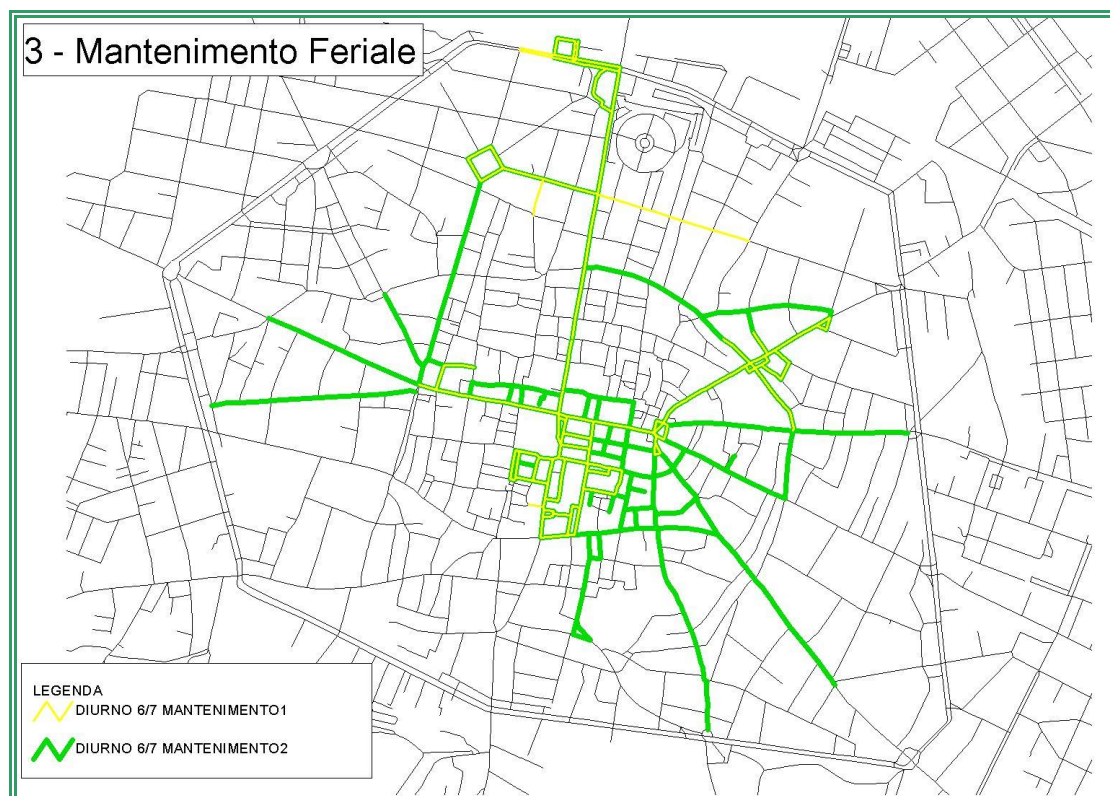 3 - Mantenimento Feriale
LEGENDA
DIURNO 6/7 MANTENIMENTO1
DIURNO 6/7 MANTENIMENTO2